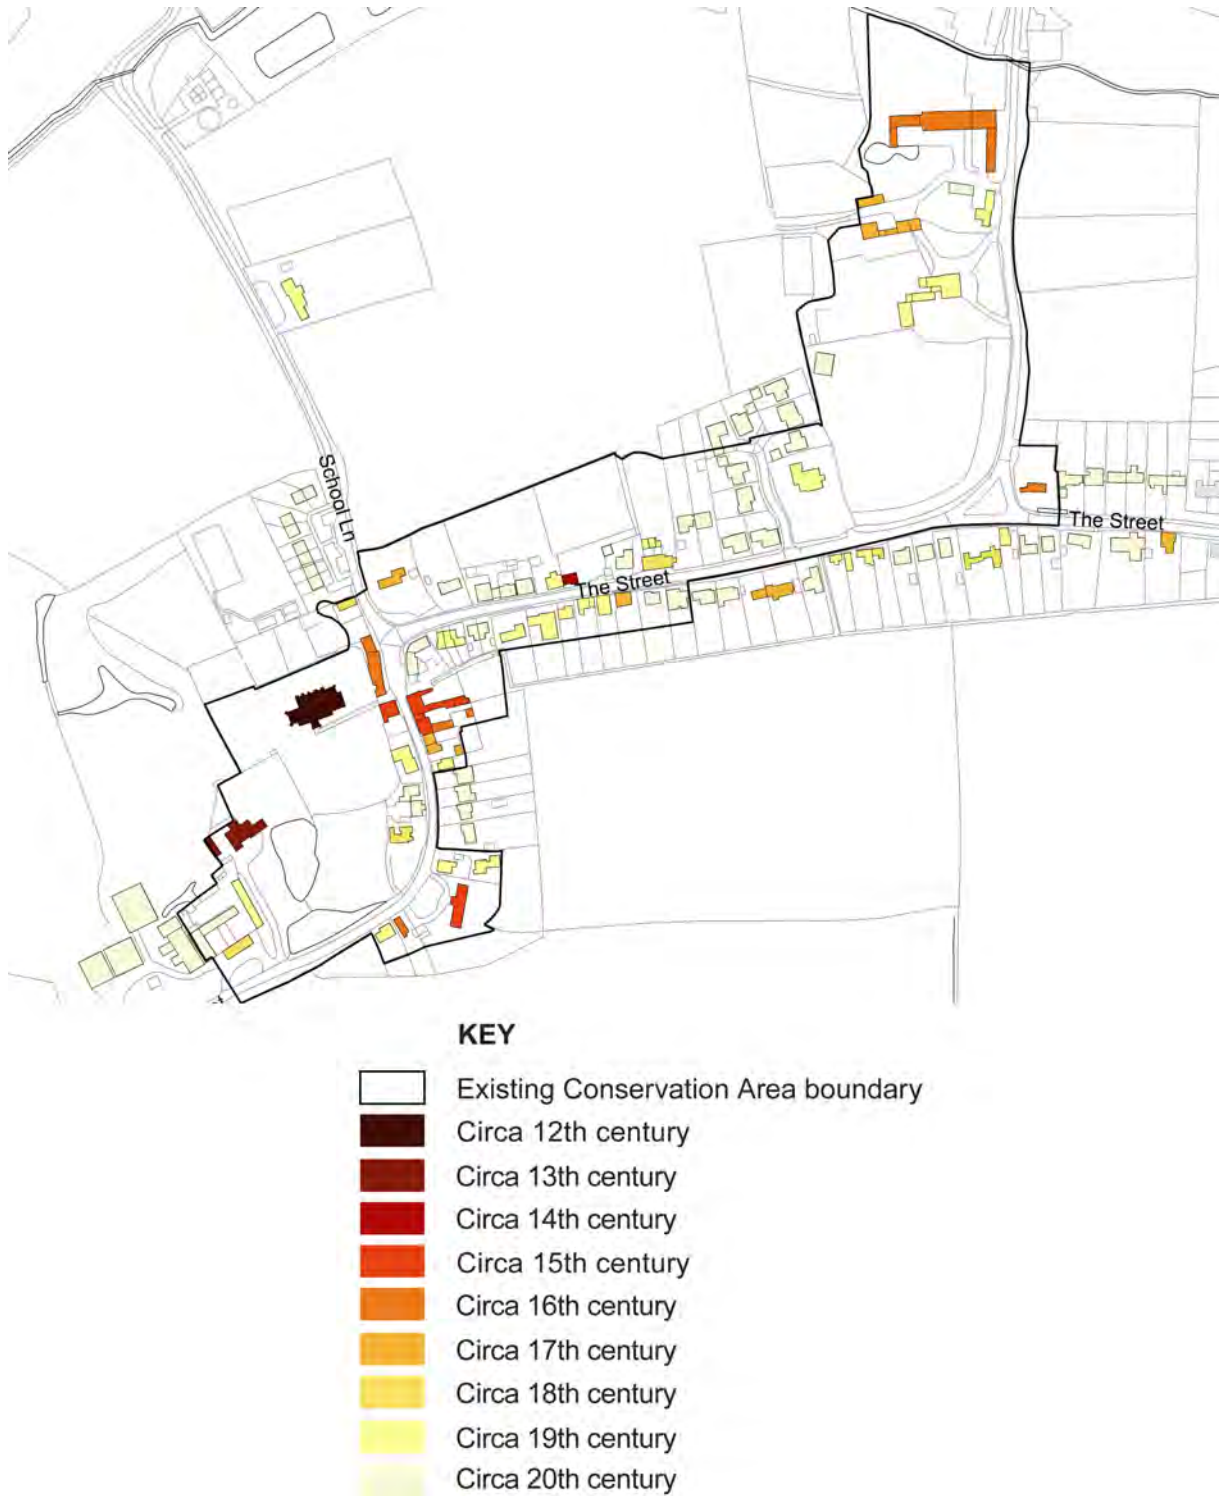 School Ln
The Street
The Street
KEY
Existing Conservation Area boundary
Circa 12th century
Circa 13th century
Circa 14th century
Circa 15th century
Circa 16th century
Circa 17th century
Circa 18th century
Circa 19th century
Circa 20th century